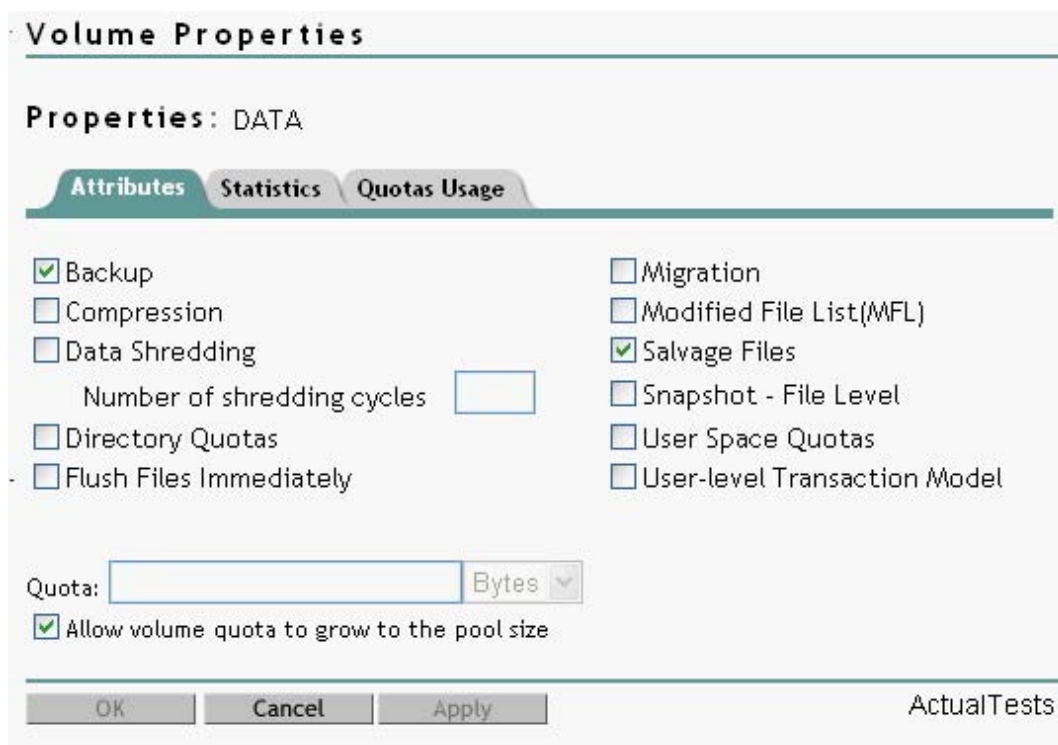 Volume Properties
Properties: DATA
Attributes Statistics Quotas Usage
Backup
Compression
Data Shredding
Number of shredding cycles
Directory Quotas
Flush Files Immediately
Migration
Modified File List(MFL)
Salvage Files
Snapshot - File Level
User Space Quotas
User-level Transaction Model
Quota: Bytes
Allow volume quota to grow to the pool size
OK Cancel Apply
ActualTests